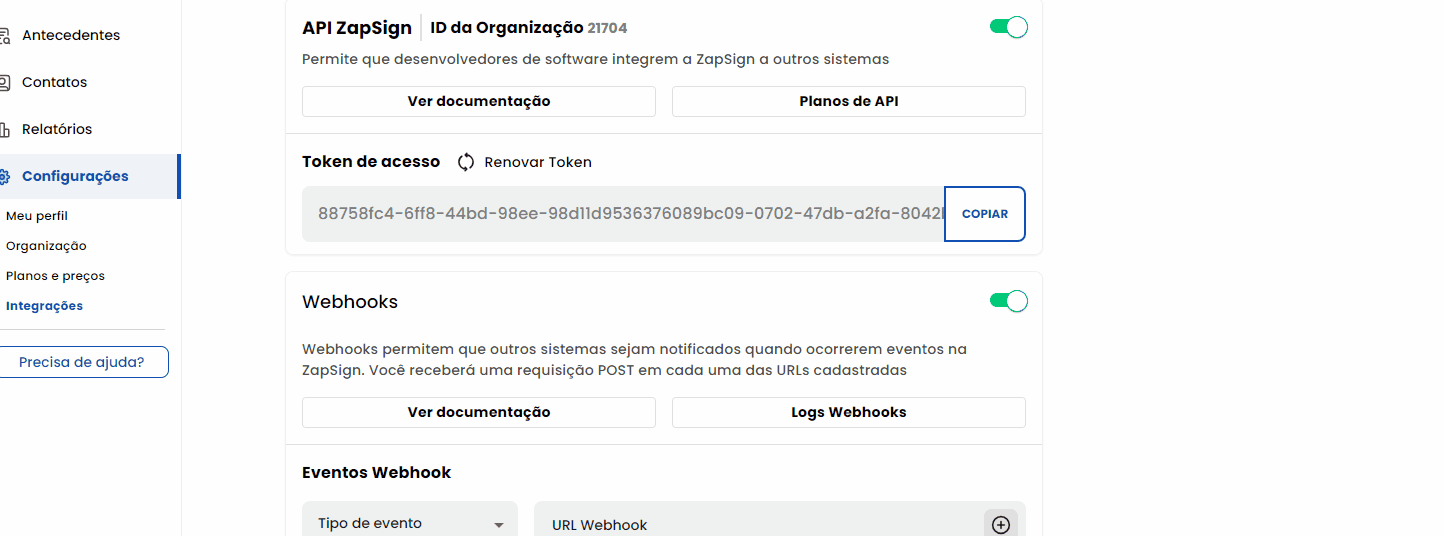 Antecedentes
Contatos
Relatórios
Configurações
Meu perfil
Organização
Planos e preços
Integrações
Precisa de ajuda?
API ZapSign ID da Organização 21704
Permite que desenvolvedores de software integrem a ZapSign a outros sistemas
Ver documentação Planos de API
Token de acesso Renovar Token
88758fc4-6ff8-44bd-98ee-98d11d9536376089bc09-0702-47db-a2fa-8042 COPIAR
Webhooks
Webhooks permitem que outros sistemas sejam notificados quando ocorrerem eventos na
ZapSign. Você receberá uma requisição POST em cada uma das URLs cadastradas
Ver documentação Logs Webhooks
Eventos Webhook
Tipo de evento URL Webhook